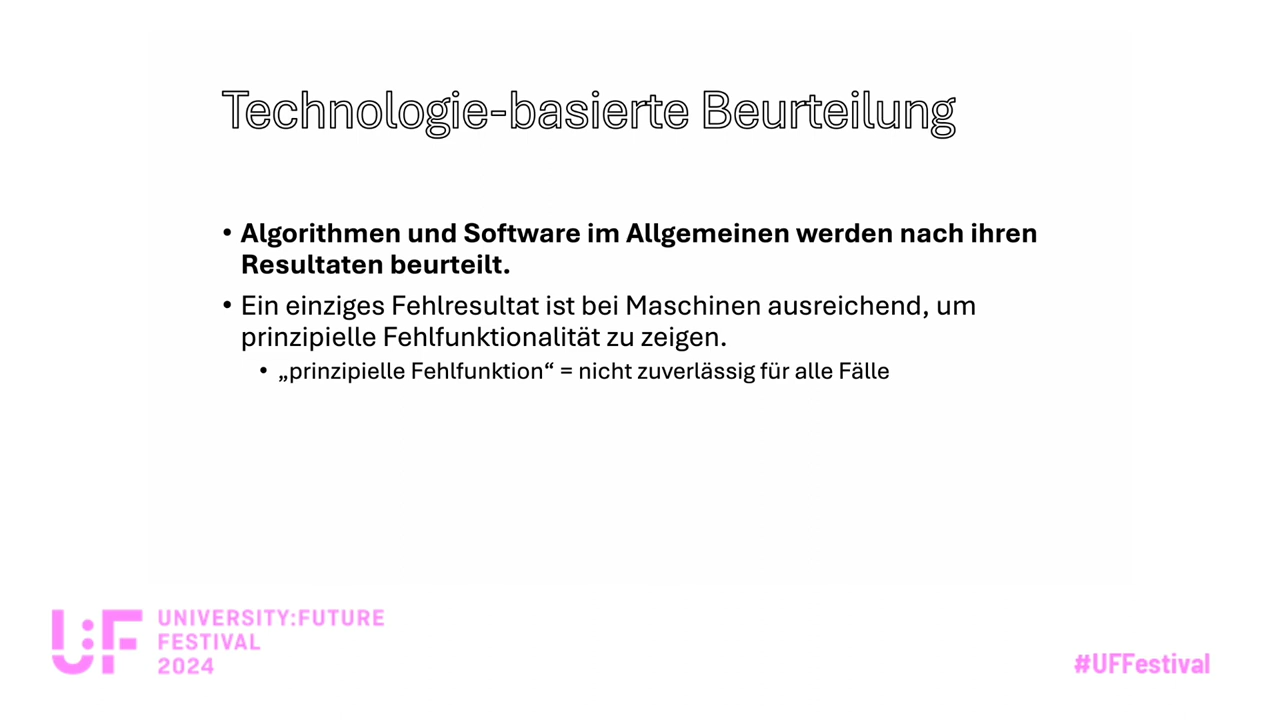 Technologie-basierte Beurteilung
• Algorithmen und Software im Allgemeinen werden nach ihren
Resultaten beurteilt.
• Ein einziges Fehlresultat ist bei Maschinen ausreichend, um
prinzipielle Fehlfunktionalität zu zeigen.
• „prinzipielle Fehlfunktion“ = nicht zuverlässig für alle Fälle
U:F
UNIVERSITY:FUTURE
FESTIVAL
2024
#UFFestival